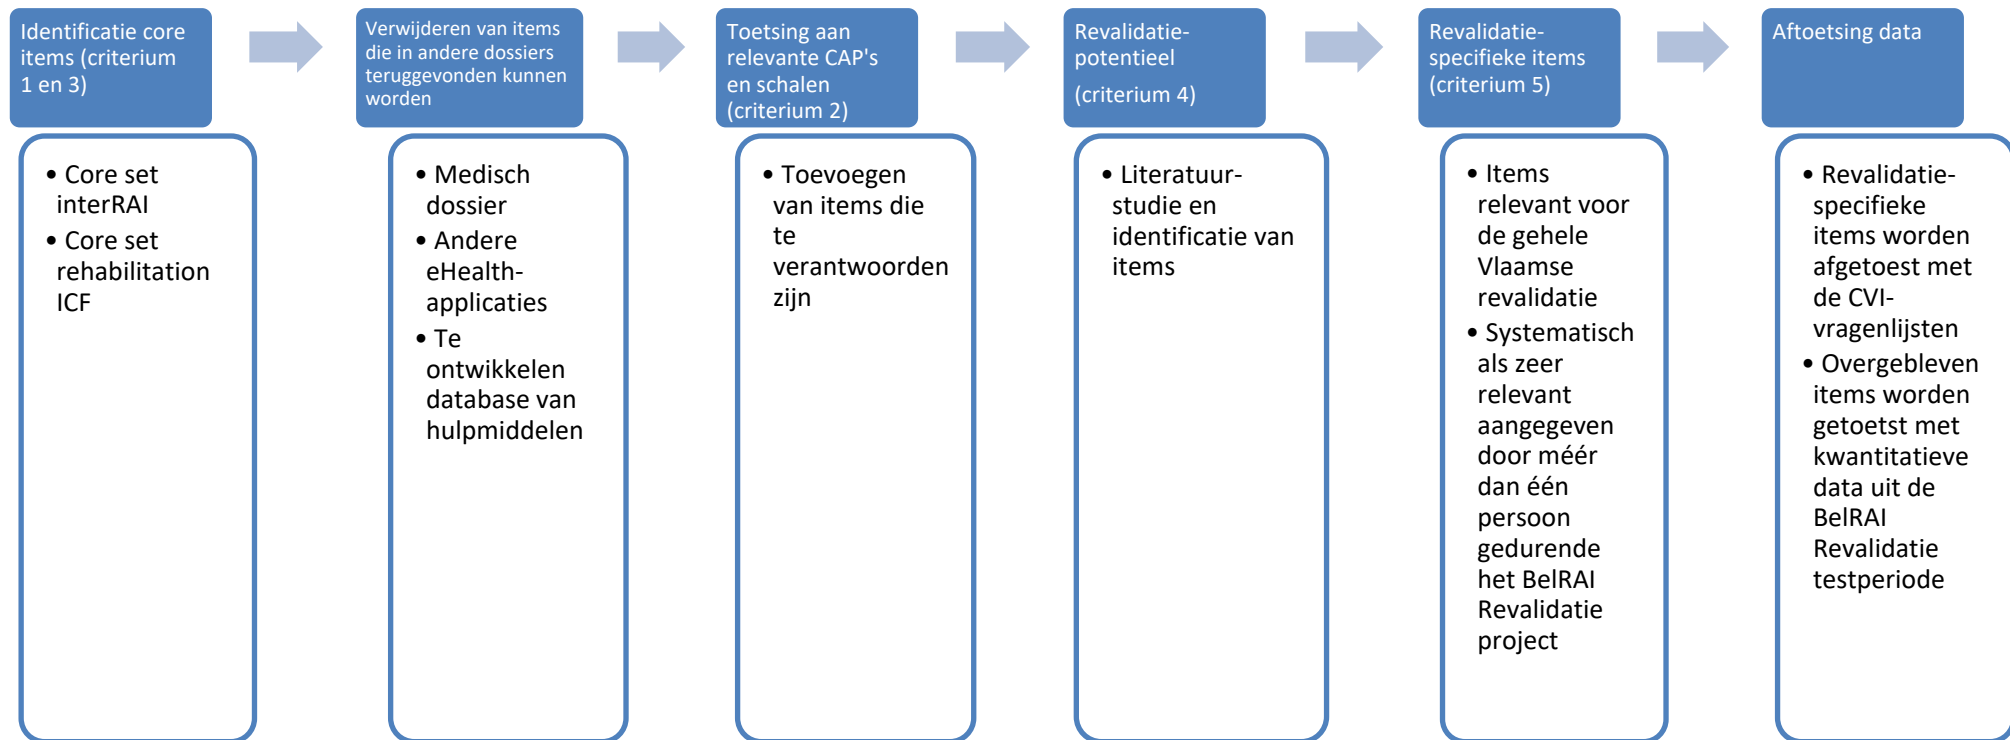 Identificatie core
items (criterium
1 en 3)
• Core set
interRAI
• Core set
rehabilitation
ICF
Verwijderen van items
die in andere dossiers
teruggevonden kunnen
worden
• Medisch
dossier
• Andere
eHealth-
applicaties
• Te
ontwikkelen
database van
hulpmiddelen
Toetsing aan
relevante CAP's
en schalen
(criterium 2)
• Toevoegen
van items die
te
verantwoorden
zijn
Revalidatie-
potentieel
(criterium 4)
• Literatuur-
studie en
identificatie van
items
Revalidatie-
specifieke items
(criterium 5)
• Items
relevant voor
de gehele
Vlaamse
revalidatie
• Systematisch
als zeer
relevant
aangegeven
door méér
dan één
persoon
gedurende
het BelRAI
Revalidatie
project
Aftoetsing data
• Revalidatie-
specifieke
items worden
afgetoest met
de CVI-
vragenlijsten
• Overgebleven
items worden
getoetst met
kwantitatieve
data uit de
BelRAI
Revalidatie
testperiode